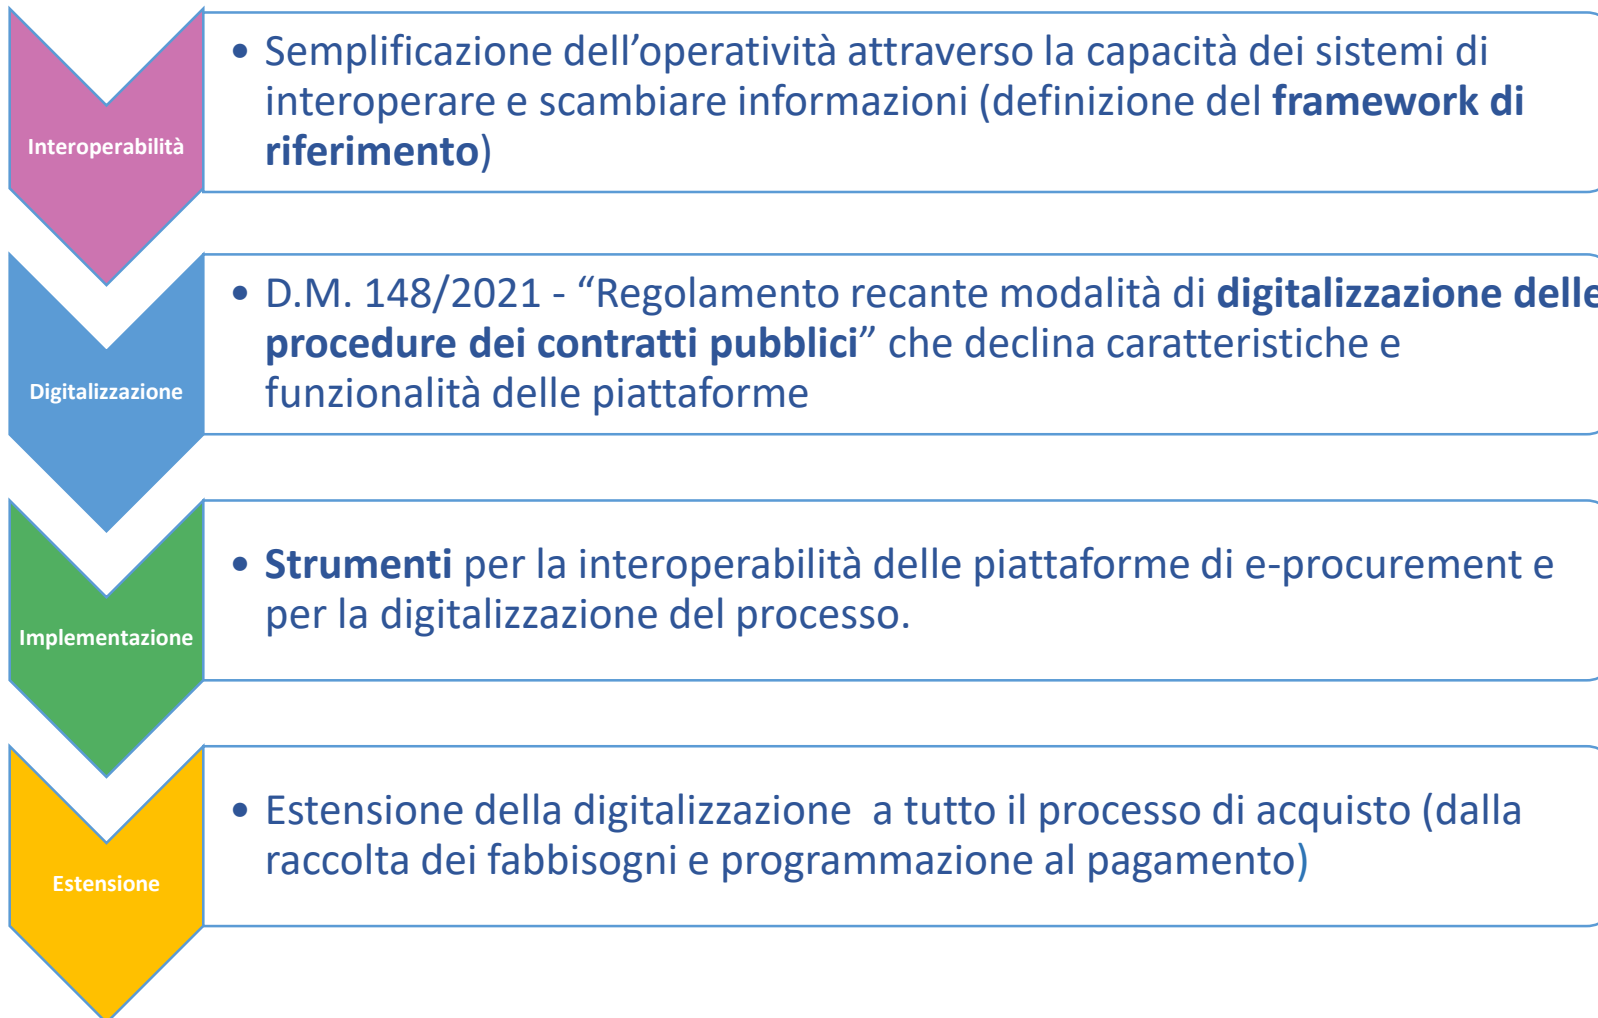 Interoperabilità
• Semplificazione dell’operatività attraverso la capacità dei sistemi di
interoperare e scambiare informazioni (definizione del framework di
riferimento)
Digitalizzazione
• D.M. 148/2021 - “Regolamento recante modalità di digitalizzazione delle
procedure dei contratti pubblici” che declina caratteristiche e
funzionalità delle piattaforme
Implementazione
• Strumenti per la interoperabilità delle piattaforme di e-procurement e
per la digitalizzazione del processo.
Estensione
• Estensione della digitalizzazione  a tutto il processo di acquisto (dalla
raccolta dei fabbisogni e programmazione al pagamento)